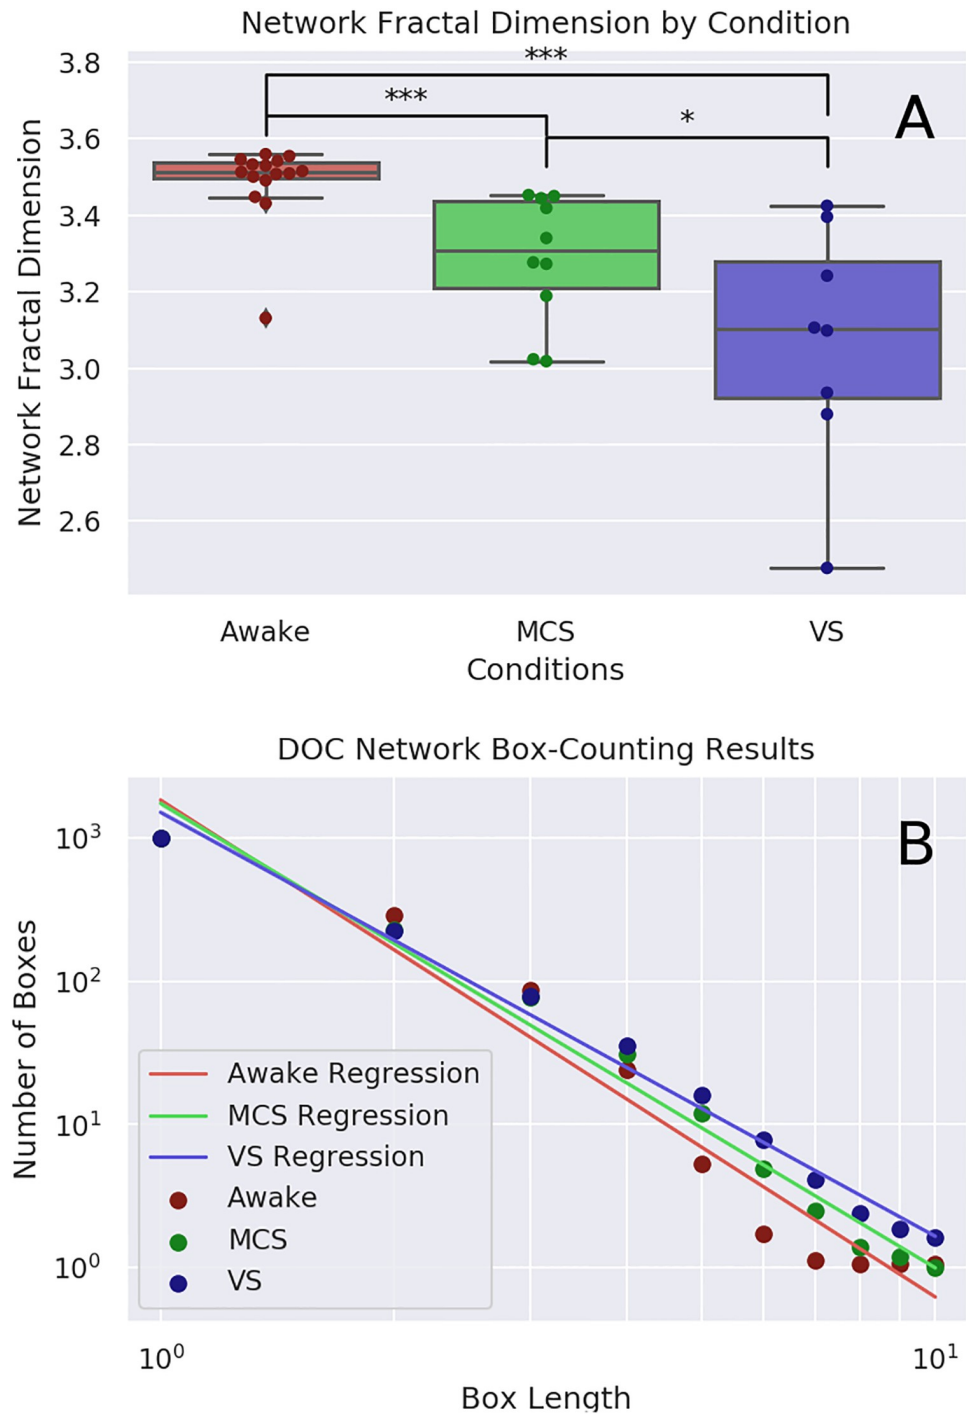 Network Fractal Dimension by Condition
Network Fractal Dimension
3.8
3.6
3.4
3.2
3.0
2.8
2.6
***
***
*
A
Awake MCS VS
Conditions
DOC Network Box-Counting Results
Number of Boxes
10³
10²
10¹
10⁰
B
Awake Regression
MCS Regression
VS Regression
Awake
MCS
VS
10⁰ 10¹
Box Length